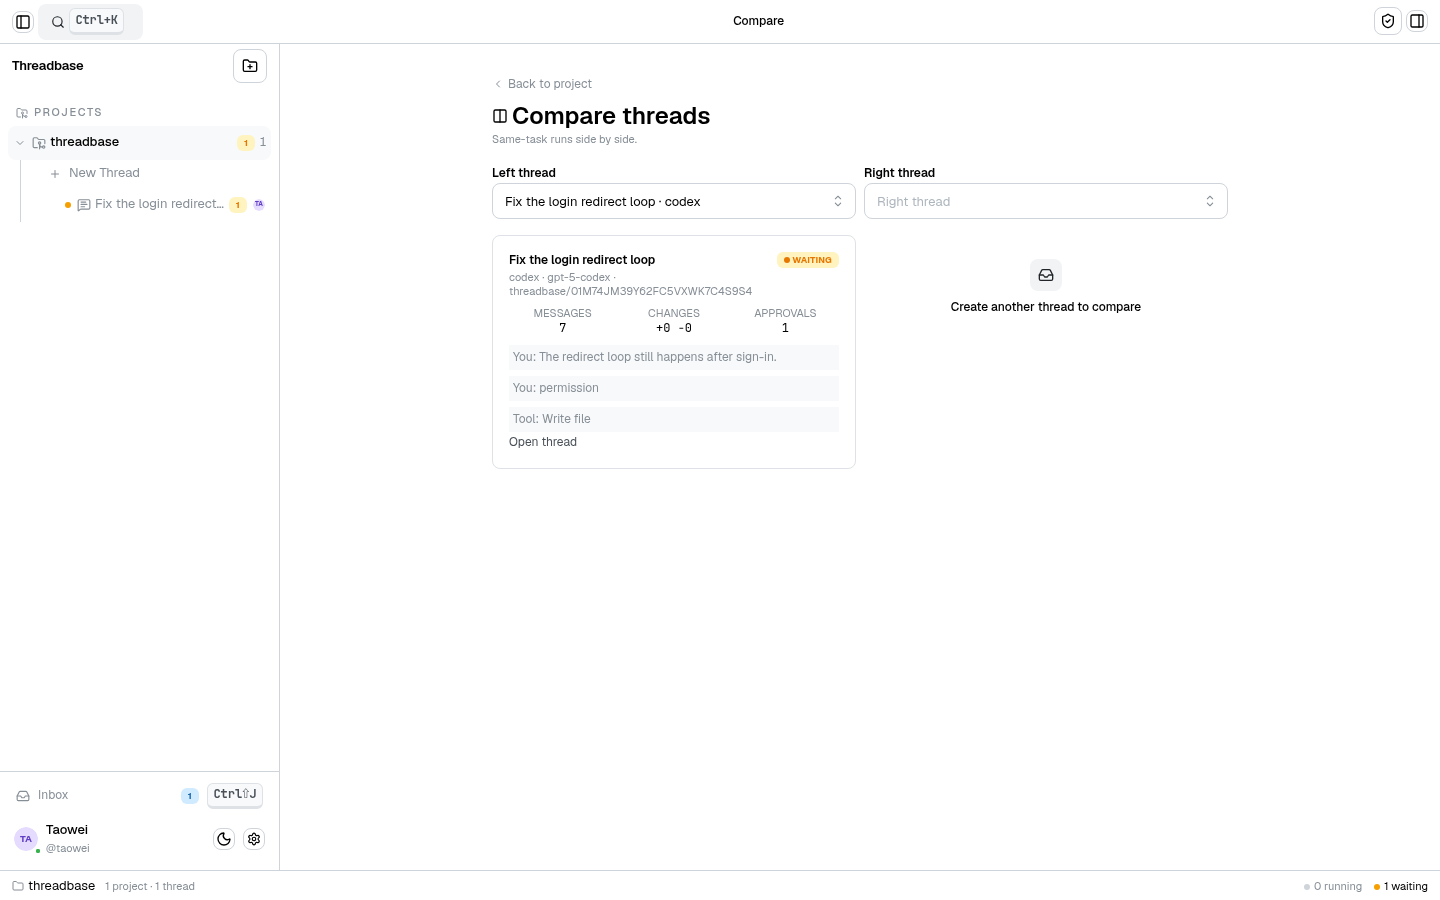 Ctrl+K
Compare
Threadbase
PROJECTS
threadbase 1 1
New Thread
Fix the login redirect... 1 TA
Back to project
Compare threads
Same-task runs side by side.
Left thread
Right thread
Fix the login redirect loop · codex
Right thread
Fix the login redirect loop
WAITING
codex · gpt-5-codex ·
threadbase/01M74JM39Y62FC5VXWK7C4S9S4
MESSAGES CHANGES APPROVALS
7 +0 -0 1
You: The redirect loop still happens after sign-in.
You: permission
Tool: Write file
Open thread
Create another thread to compare
Inbox 1 Ctrl⇧J
TA
Taowei
@taowei
threadbase 1 project · 1 thread
0 running 1 waiting